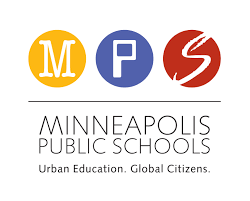 MPS
MINNEAPOLIS
PUBLIC SCHOOLS
Urban Education. Global Citizens.